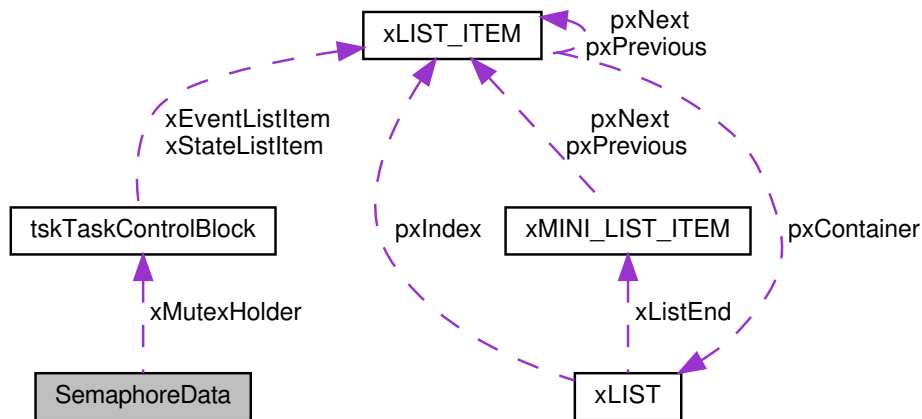 xLIST_ITEM
pxNext
pxPrevious
xEventListItem
xStateListItem
pxNext
pxPrevious
tskTaskControlBlock
pxIndex
xMINI_LIST_ITEM
pxContainer
xMutexHolder
xListEnd
SemaphoreData
xLIST